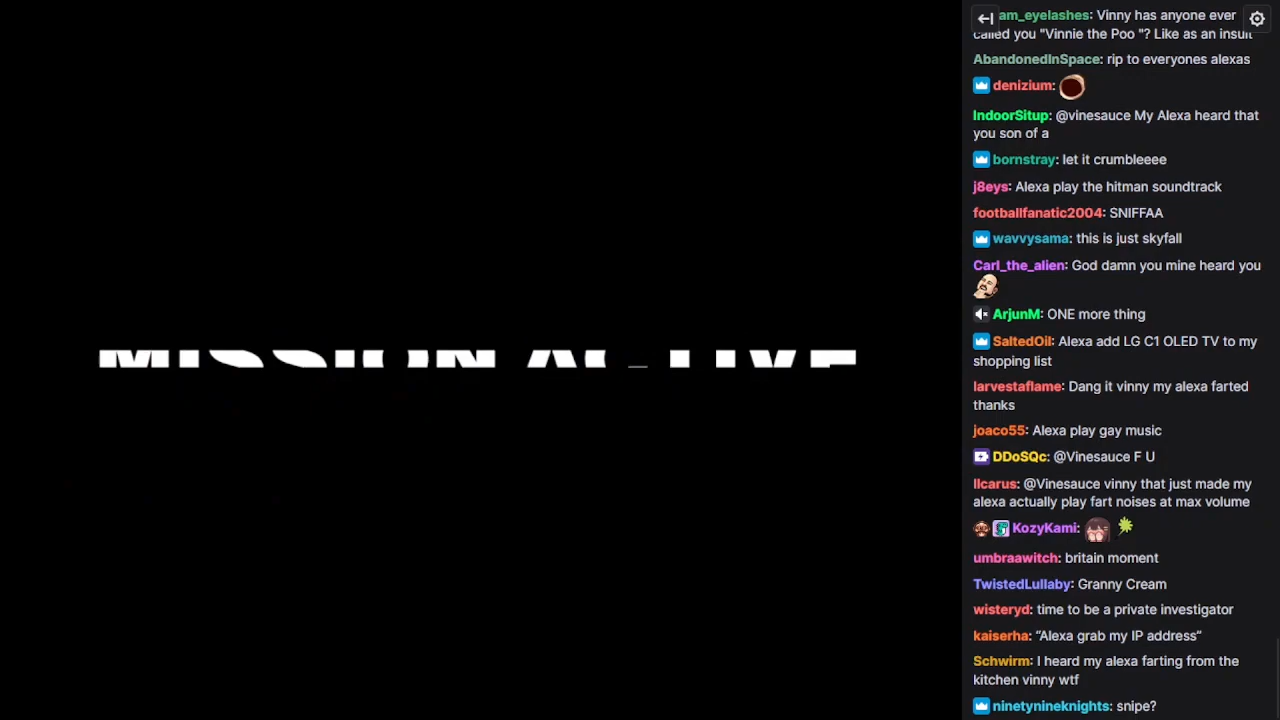 am_eyelashes: Vinny has anyone ever
called you "Vinnie the Poo "? Like as an insult
AbandonedInSpace: rip to everyones alexas
denizium:
IndoorSitup: @vinesauce My Alexa heard that
you son of a
bornstray: let it crumbleeee
j8eys: Alexa play the hitman soundtrack
footballfanatic2004: SNIFFAA
wavvysama: this is just skyfall
Carl_the_alien: God damn you mine heard you
ArjunM: ONE more thing
SaltedOil: Alexa add LG C1 OLED TV to my
shopping list
larvestaflame: Dang it vinny my alexa farted
thanks
joaco55: Alexa play gay music
DDoSQc: @Vinesauce F U
IIcarus: @Vinesauce vinny that just made my
alexa actually play fart noises at max volume
KozyKami:
umbraawitch: britain moment
TwistedLullaby: Granny Cream
wisteryd: time to be a private investigator
kaiserha: “Alexa grab my IP address”
Schwirm: I heard my alexa farting from the
kitchen vinny wtf
ninetynineknights: snipe?